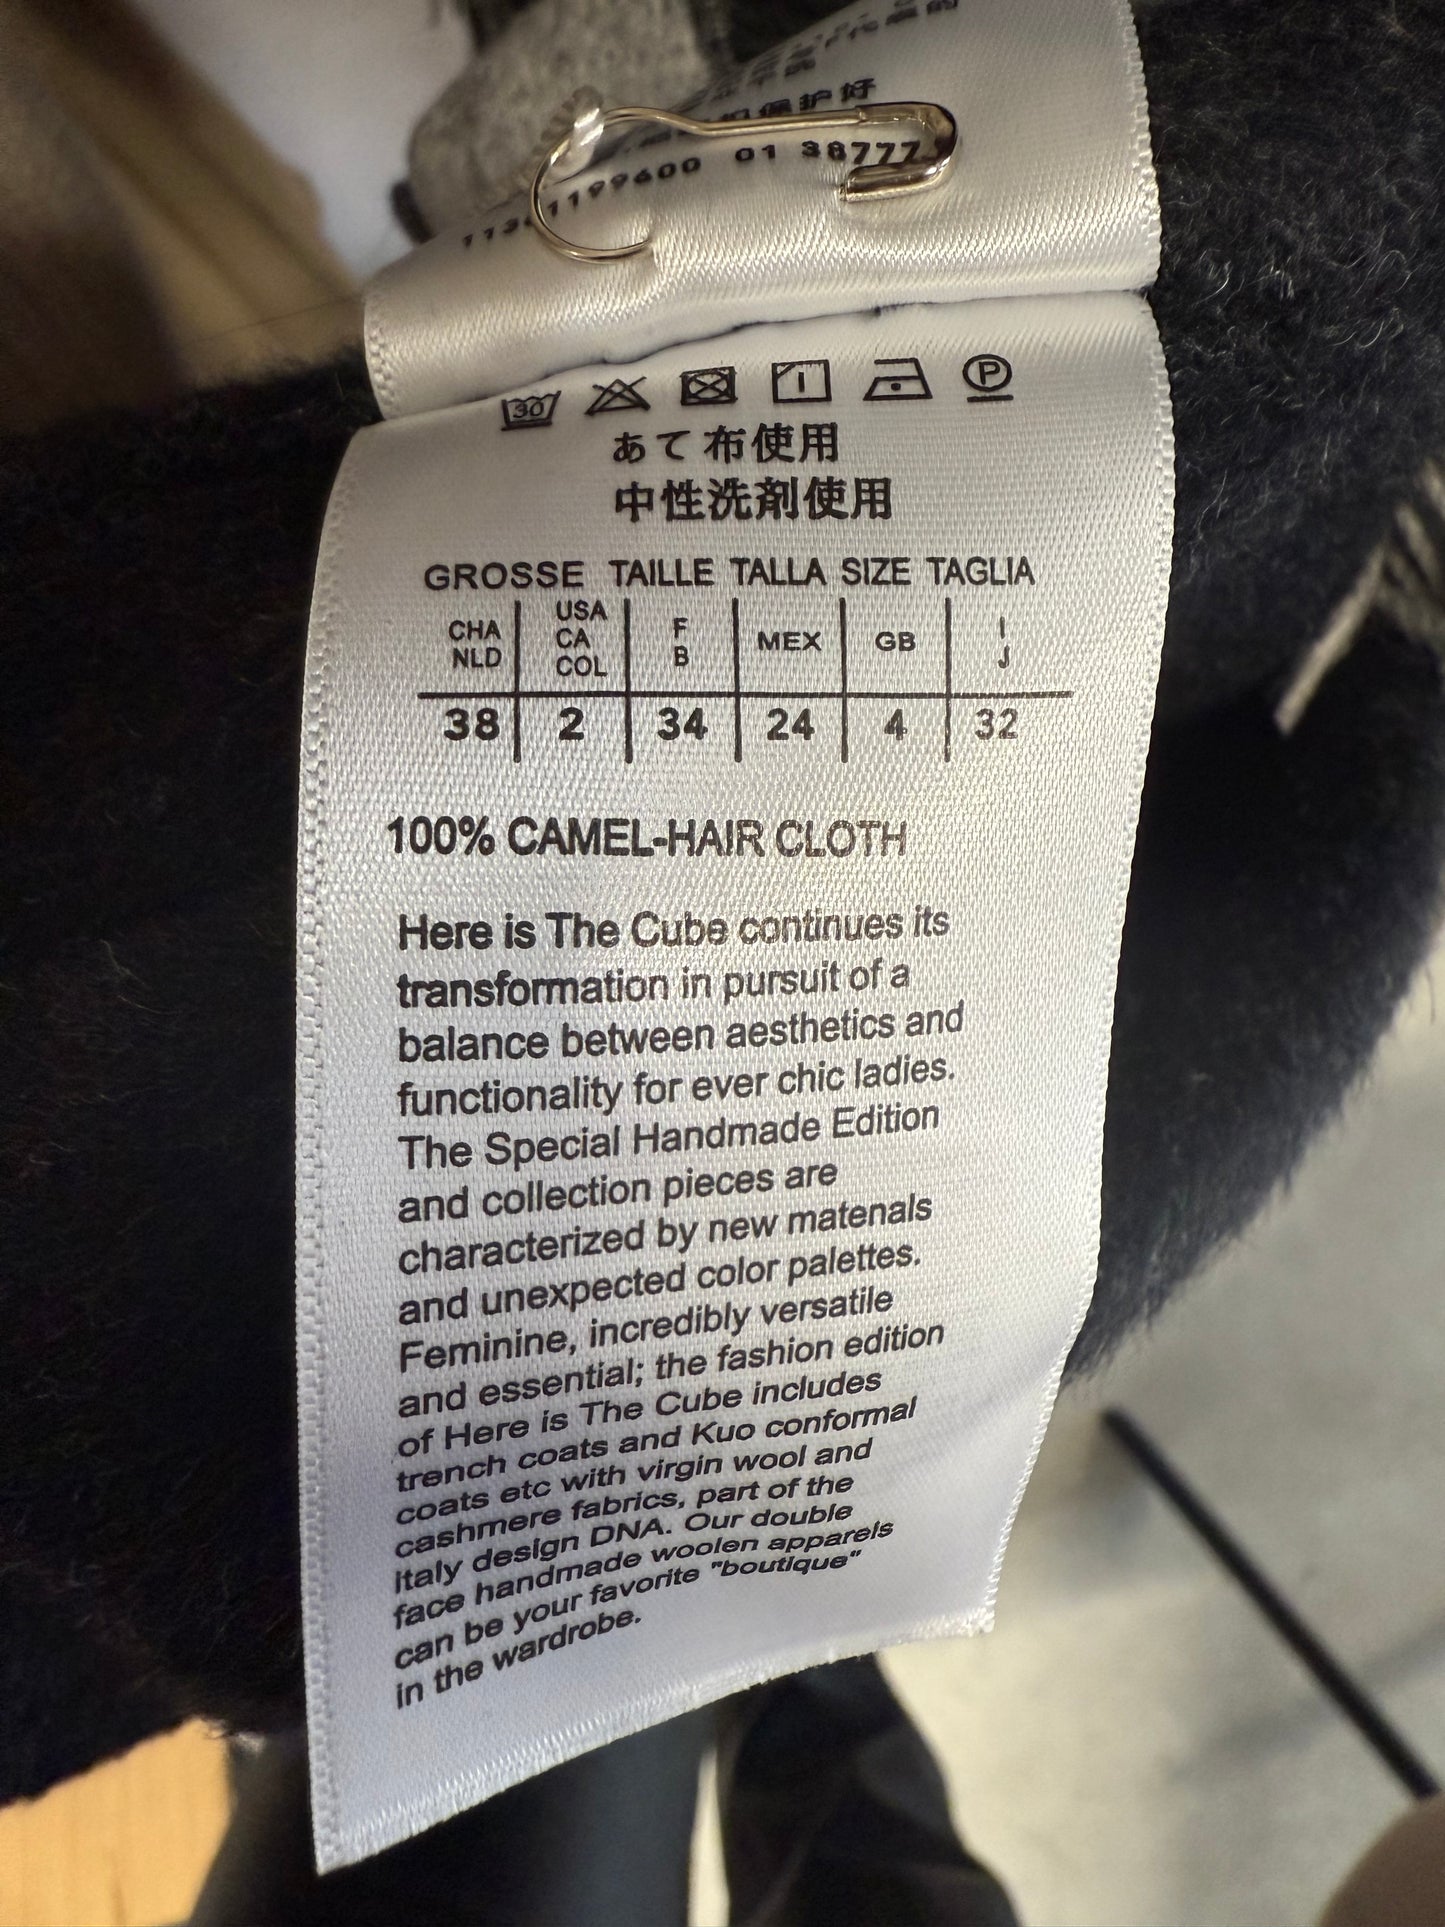 保护好
01 38777
30
P
あて布使用
中性洗剤使用
GROSSE TAILLE TALLA SIZE TAGLIA
CHA NLD USA CA COL F B MEX GB I J
38 2 34 24 4 32
100% CAMEL-HAIR CLOTH
Here is The Cube continues its
transformation in pursuit of a
balance between aesthetics and
functionality for ever chic ladies.
The Special Handmade Edition
and collection pieces are
characterized by new matenals
and unexpected color palettes.
Feminine, incredibly versatile
and essential; the fashion edition
of Here is The Cube includes
trench coats and Kuo conformal
coats etc with virgin wool and
cashmere fabrics, part of the
italy design DNA. Our double
face handmade woolen apparels
can be your favorite "boutique"
in the wardrobe.